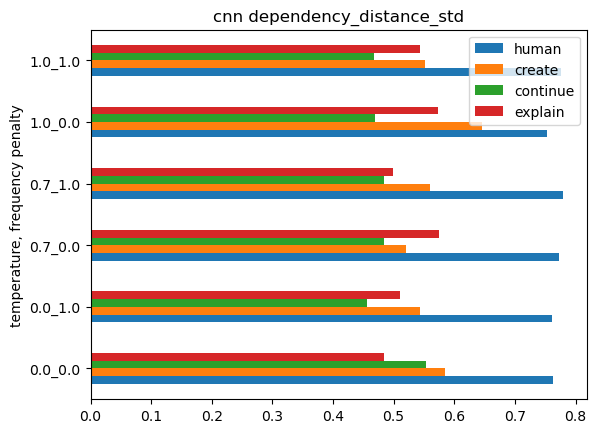 cnn dependency_distance_std
human
create
continue
explain
temperature, frequency penalty
1.0_1.0
1.0_0.0
0.7_1.0
0.7_0.0
0.0_1.0
0.0_0.0
0.0 0.1 0.2 0.3 0.4 0.5 0.6 0.7 0.8